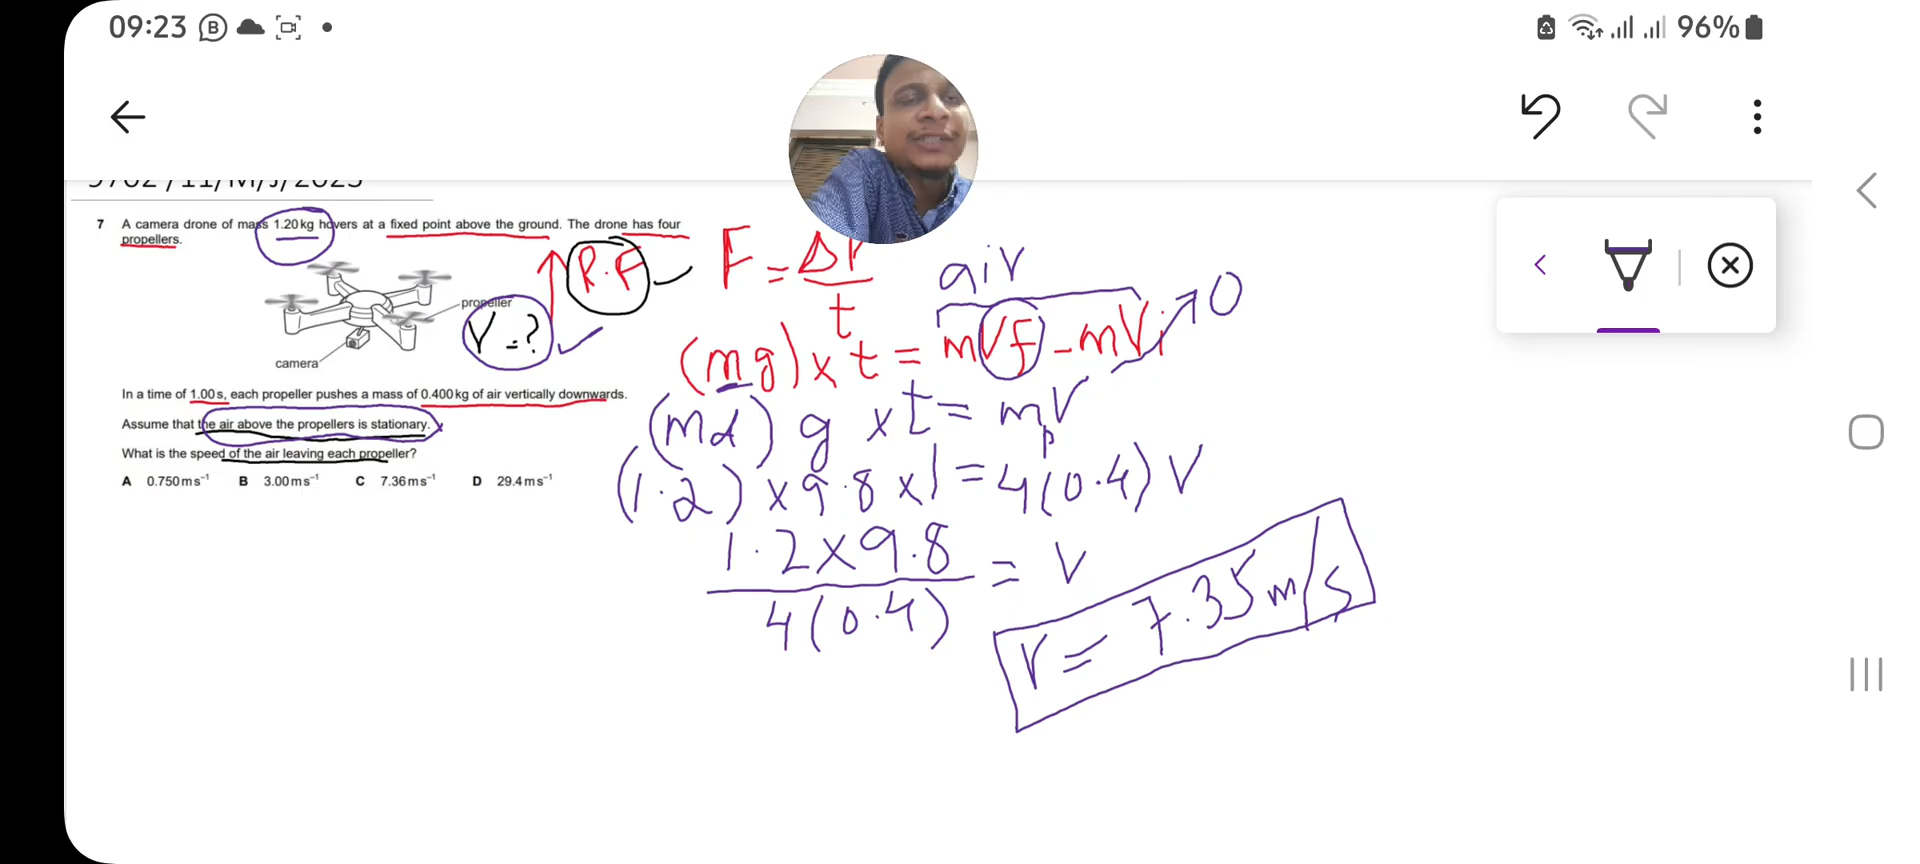 09:23 96%
7 A camera drone of mass 1.20 kg hovers at a fixed point above the ground. The drone has four
propellers.
propeller
camera
In a time of 1.00 s, each propeller pushes a mass of 0.400 kg of air vertically downwards.
Assume that the air above the propellers is stationary.
What is the speed of the air leaving each propeller?
A 0.750 m s⁻¹ B 3.00 m s⁻¹ C 7.36 m s⁻¹ D 29.4 m s⁻¹
R.F
V = ?
F = ΔP / t
air
(mg) x t = mVf - mVi → 0
(md) g x t = mpV
(1.2) x 9.8 x 1 = 4(0.4) V
1.2 x 9.8 / 4(0.4) = V
V = 7.35 m/s